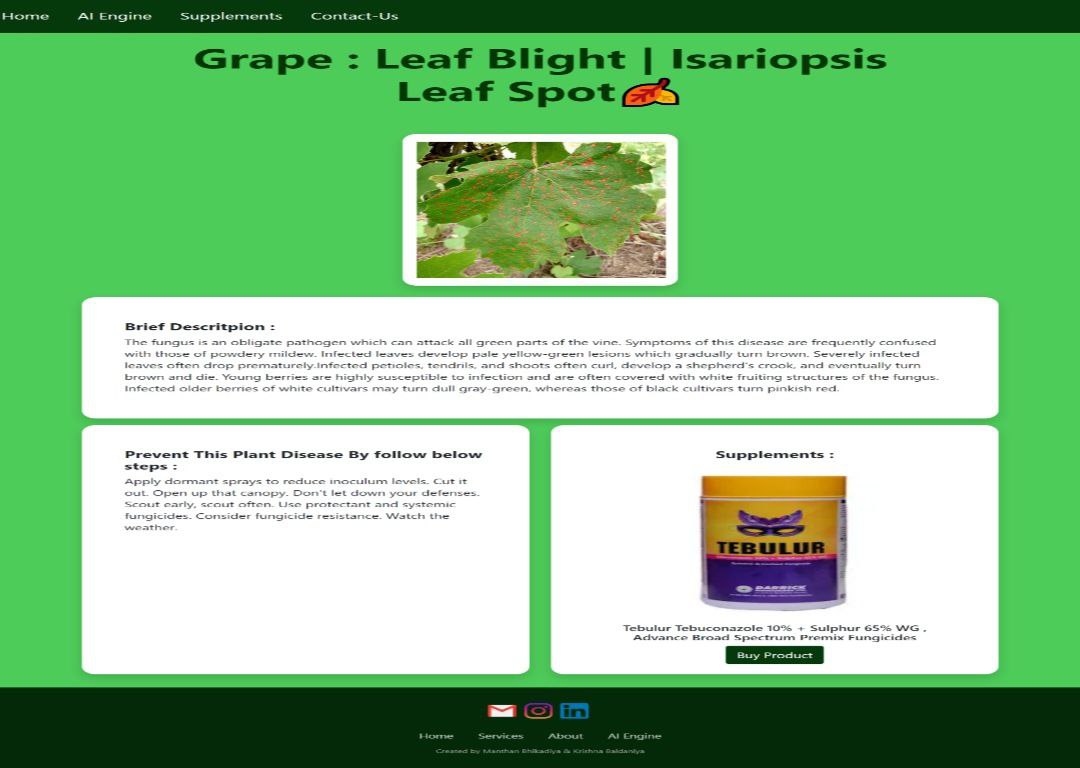 Home AI Engine Supplements Contact-Us
Grape : Leaf Blight | Isariopsis
Leaf Spot
Brief Descritpion :
The fungus is an obligate pathogen which can attack all green parts of the vine. Symptoms of this disease are frequently confused
with those of powdery mildew. Infected leaves develop pale yellow-green lesions which gradually turn brown. Severely infected
leaves often drop prematurely.Infected petioles, tendrils, and shoots often curl, develop a shepherd's crook, and eventually turn
brown and die. Young berries are highly susceptible to infection and are often covered with white fruiting structures of the fungus.
Infected older berries of white cultivars may turn dull gray-green, whereas those of black cultivars turn pinkish red.
Prevent This Plant Disease By follow below
steps :
Apply dormant sprays to reduce inoculum levels. Cut it
out. Open up that canopy. Don't let down your defenses.
Scout early, scout often. Use protectant and systemic
fungicides. Consider fungicide resistance. Watch the
weather.
Supplements :
TEBULUR
Tebulur Tebuconazole 10% + Sulphur 65% WG ,
Advance Broad Spectrum Premix Fungicides
Buy Product
in
Home Services About AI Engine
Created by Manthan Bhikadiya & Krishna Baldaniya